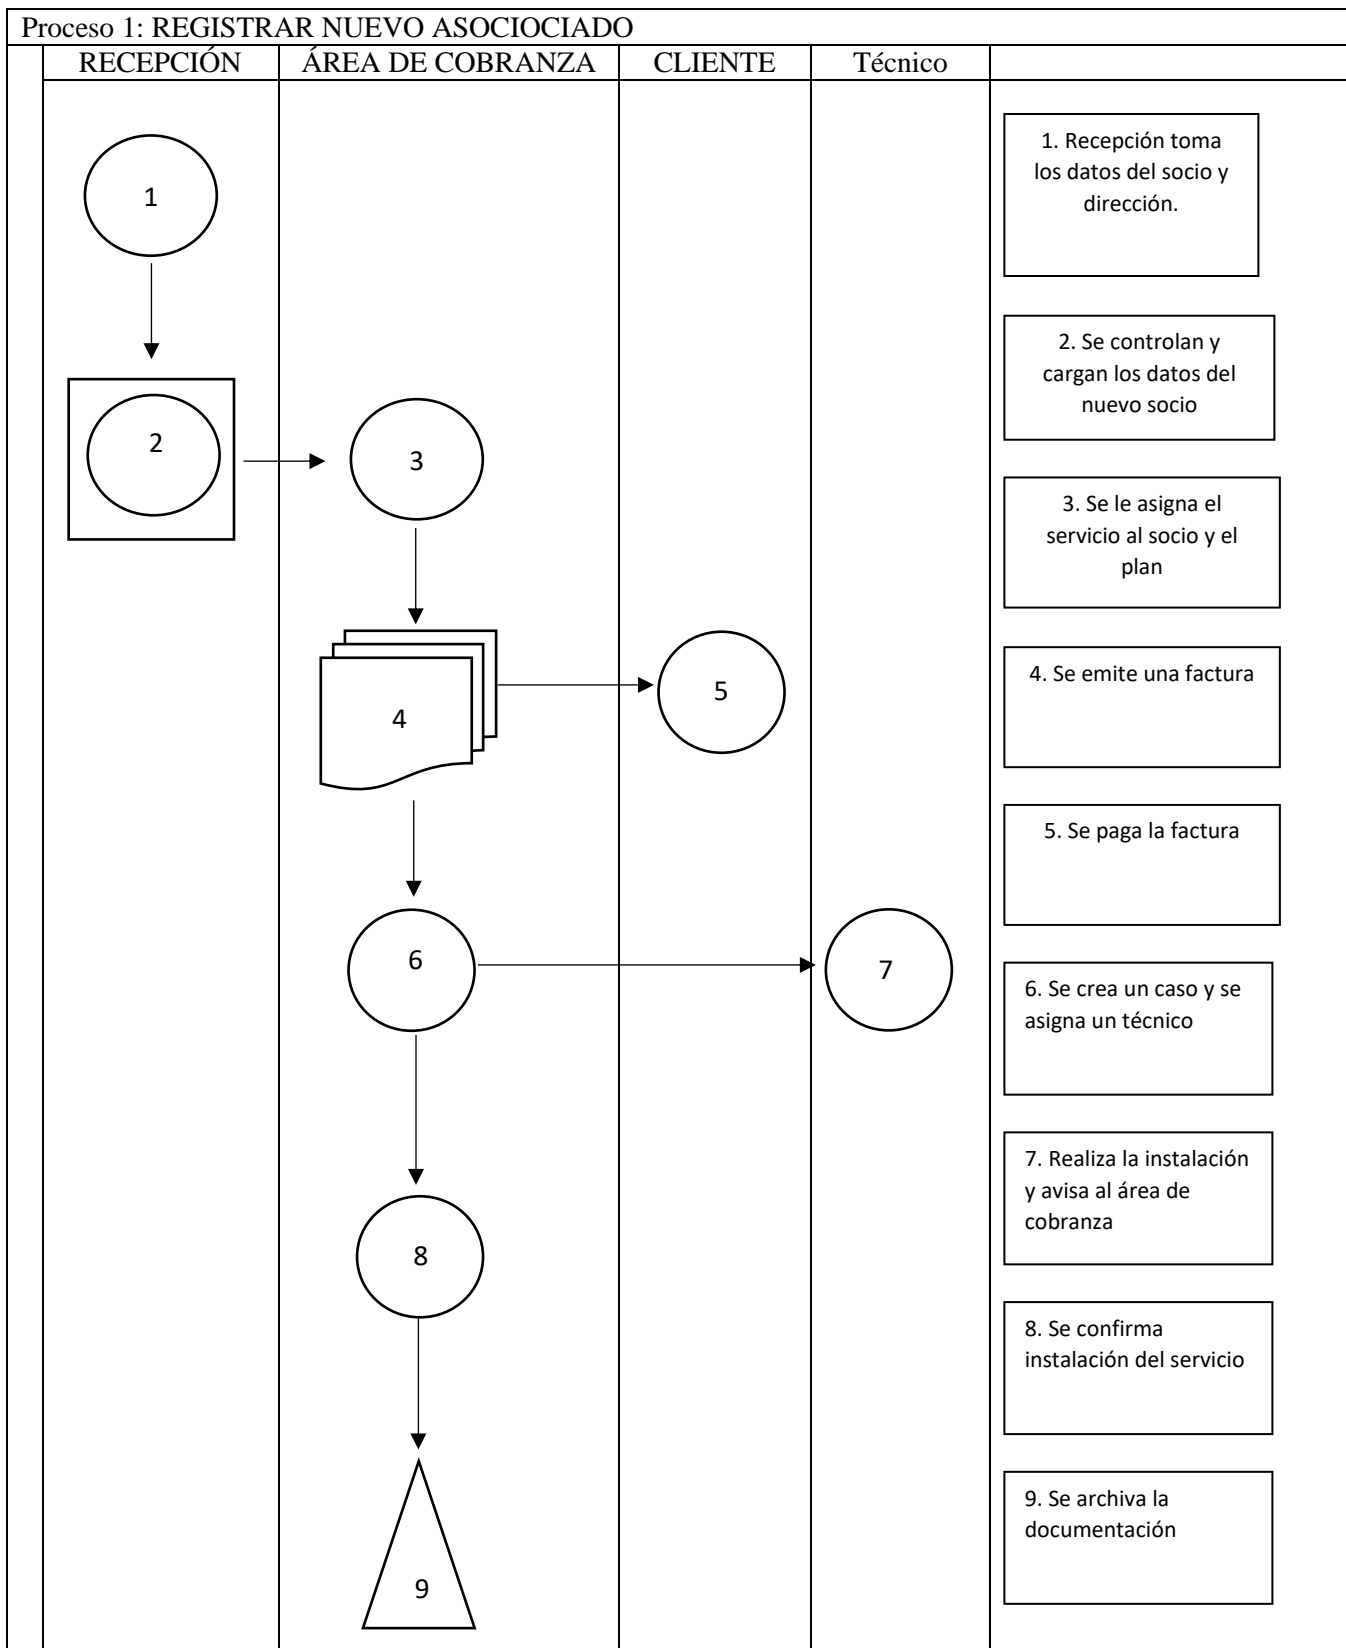 Proceso 1: REGISTRAR NUEVO ASOCIOCIADO
RECEPCIÓN
ÁREA DE COBRANZA
CLIENTE
Técnico
1
2
3
4
5
6
7
8
9
1. Recepción toma
los datos del socio y
dirección.
2. Se controlan y
cargan los datos del
nuevo socio
3. Se le asigna el
servicio al socio y el
plan
4. Se emite una factura
5. Se paga la factura
6. Se crea un caso y se
asigna un técnico
7. Realiza la instalación
y avisa al área de
cobranza
8. Se confirma
instalación del servicio
9. Se archiva la
documentación